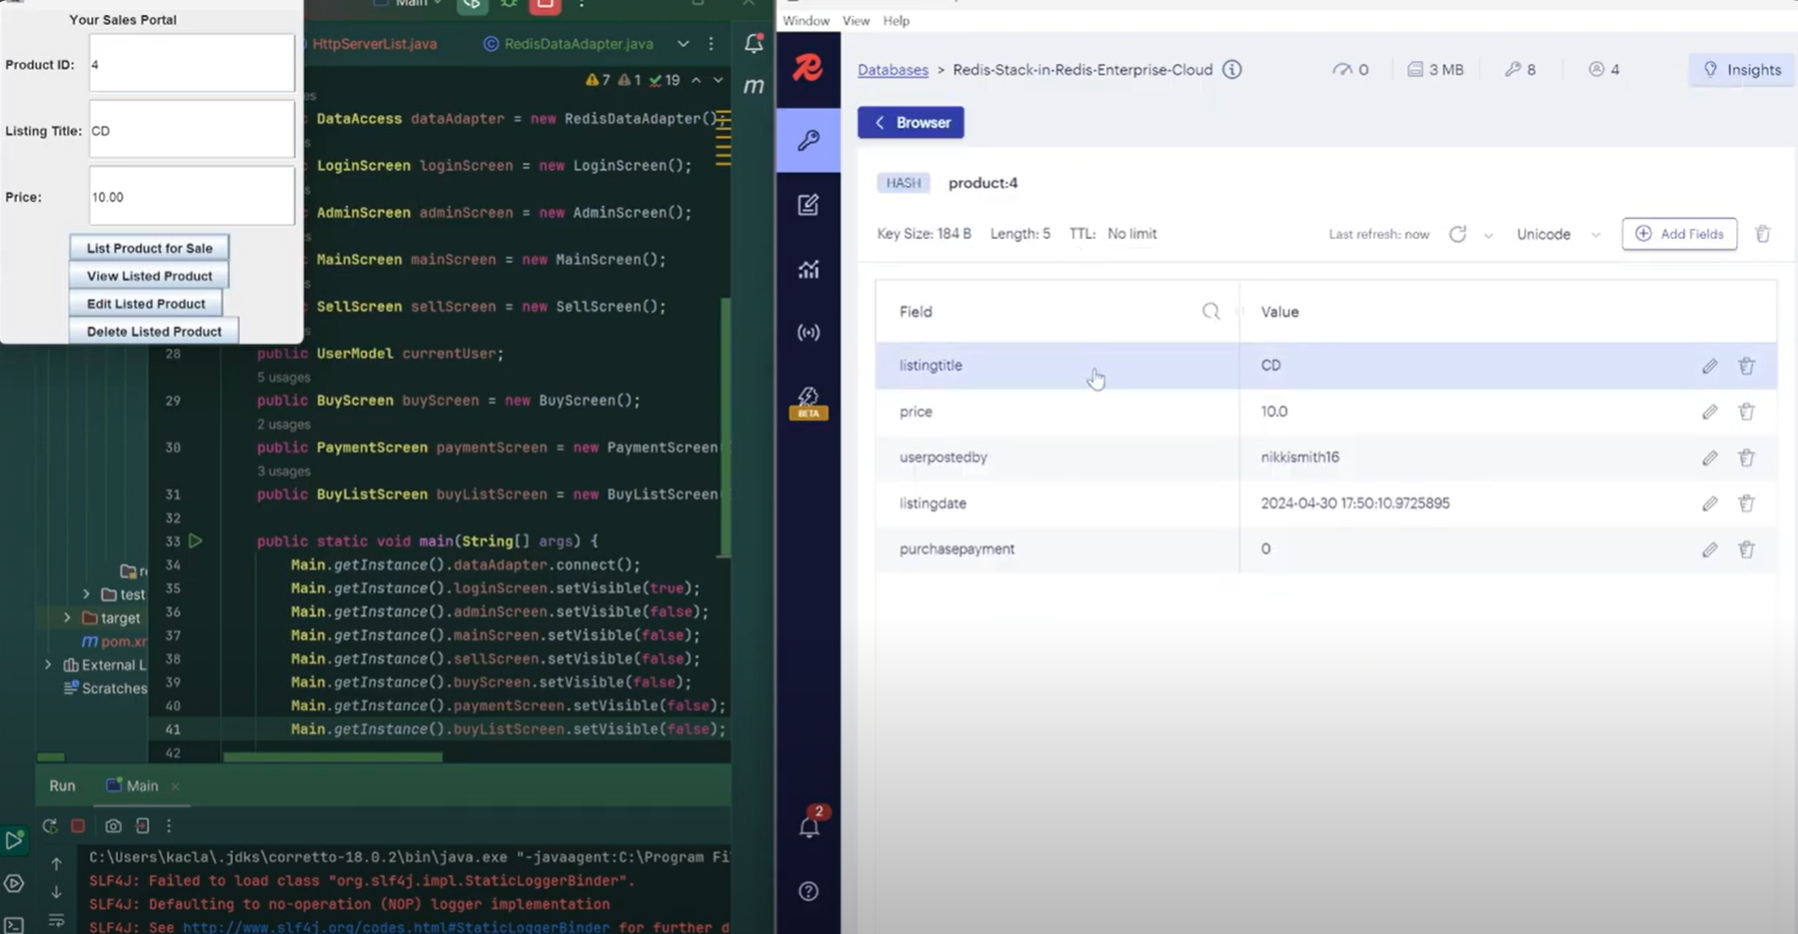 Your Sales Portal
Product ID: 4
Listing Title: CD
Price: 10.00
List Product for Sale
View Listed Product
Edit Listed Product
Delete Listed Product
Main
HttpServerList.java
RedisDataAdapter.java
7 1 19
DataAccess dataAdapter = new RedisDataAdapter();
LoginScreen loginScreen = new LoginScreen();
AdminScreen adminScreen = new AdminScreen();
MainScreen mainScreen = new MainScreen();
SellScreen sellScreen = new SellScreen();
28 public UserModel currentUser;
5 usages
29 public BuyScreen buyScreen = new BuyScreen();
2 usages
30 public PaymentScreen paymentScreen = new PaymentScreen
3 usages
31 public BuyListScreen buyListScreen = new BuyListScreen
32
33 public static void main(String[] args) {
34 Main.getInstance().dataAdapter.connect();
35 Main.getInstance().loginScreen.setVisible(true);
36 Main.getInstance().adminScreen.setVisible(false);
37 Main.getInstance().mainScreen.setVisible(false);
38 Main.getInstance().sellScreen.setVisible(false);
39 Main.getInstance().buyScreen.setVisible(false);
40 Main.getInstance().paymentScreen.setVisible(false);
41 Main.getInstance().buyListScreen.setVisible(false);
42
test
target
pom.xm
External L
Scratches
Run Main
C:\Users\kacla\.jdks\corretto-18.0.2\bin\java.exe "-javaagent:C:\Program Fi
SLF4J: Failed to load class "org.slf4j.impl.StaticLoggerBinder".
SLF4J: Defaulting to no-operation (NOP) logger implementation
SLF4J: See http://www.slf4j.org/codes.html#StaticLoggerBinder for further d
m
Window View Help
Databases > Redis-Stack-in-Redis-Enterprise-Cloud
0 3 MB 8 4 Insights
Browser
HASH product:4
Key Size: 184 B Length: 5 TTL: No limit
Last refresh: now Unicode Add Fields
Field Value
listingtitle CD
price 10.0
userpostedby nikkismith16
listingdate 2024-04-30 17:50:10.9725895
purchasepayment 0
BETA
2